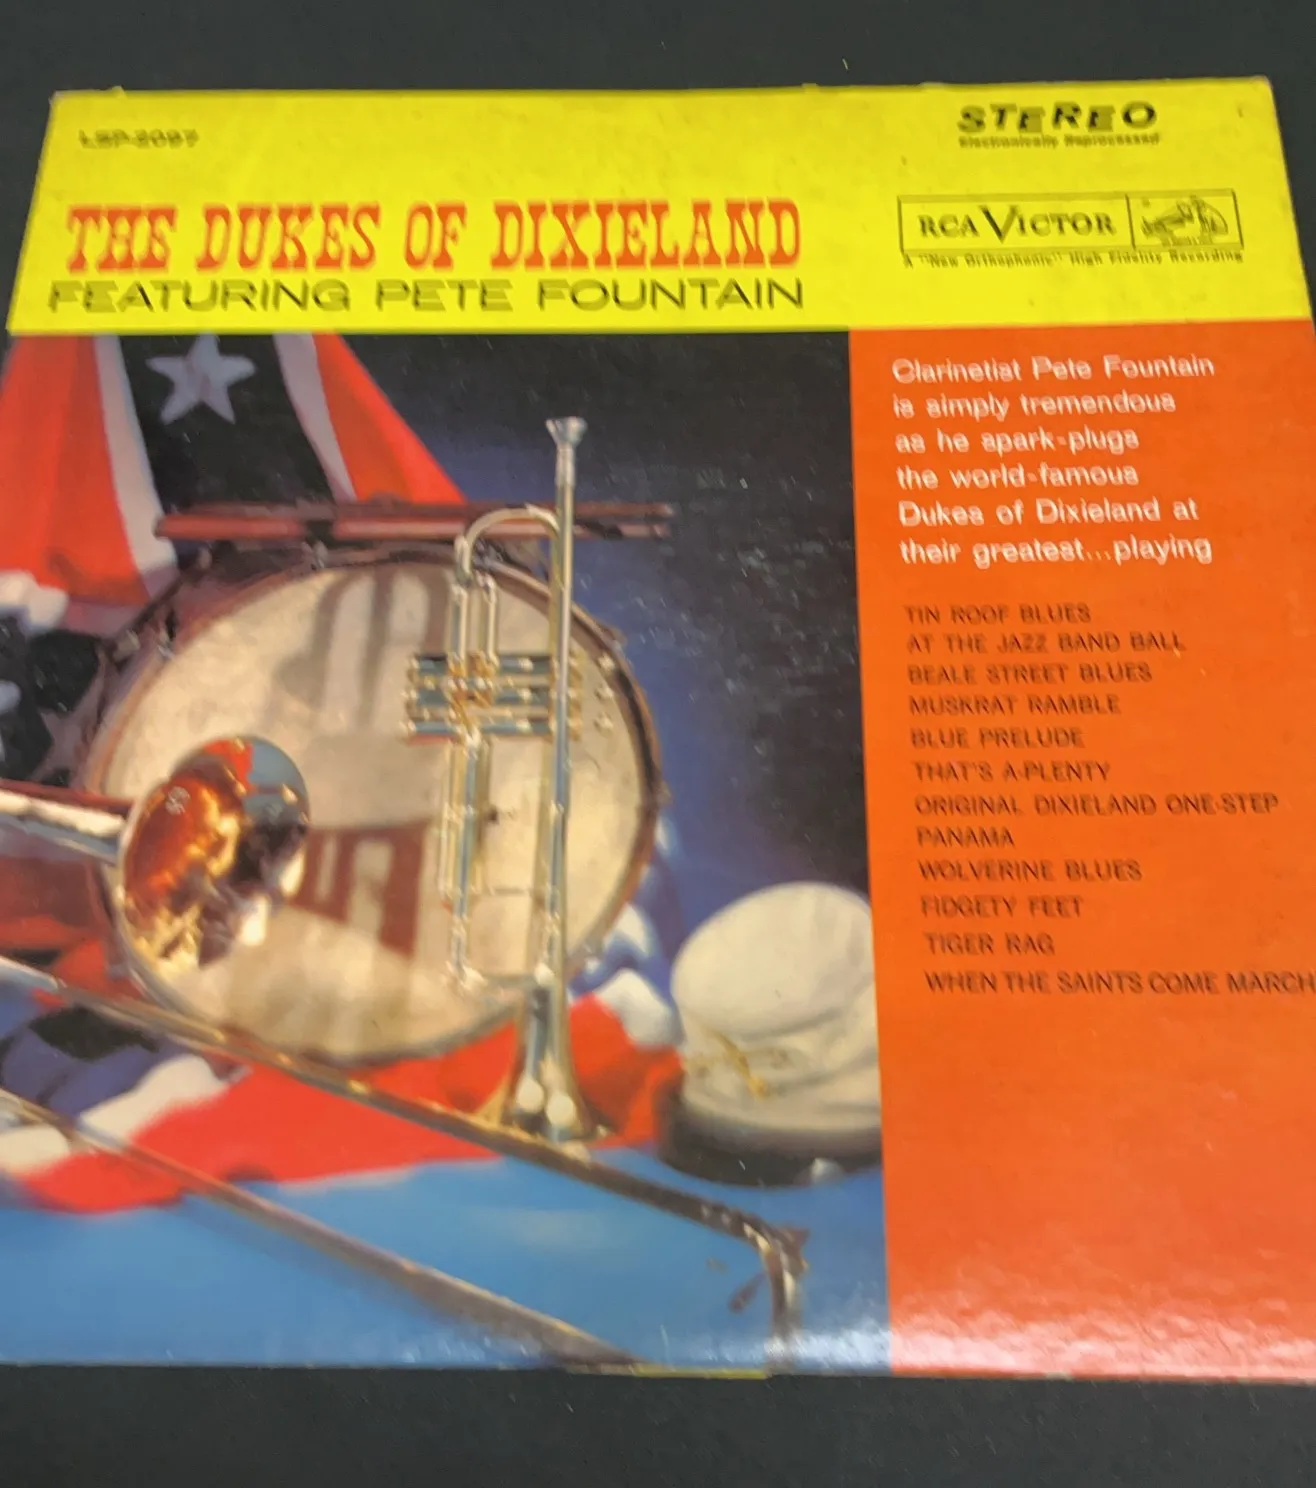 LSP-2097
STEREO
Electronically Reprocessed
THE DUKES OF DIXIELAND
FEATURING PETE FOUNTAIN
RCA VICTOR
A "New Orthophonic" High Fidelity Recording
Clarinetist Pete Fountain
is simply tremendous
as he spark-plugs
the world-famous
Dukes of Dixieland at
their greatest...playing
TIN ROOF BLUES
AT THE JAZZ BAND BALL
BEALE STREET BLUES
MUSKRAT RAMBLE
BLUE PRELUDE
THAT'S A-PLENTY
ORIGINAL DIXIELAND ONE-STEP
PANAMA
WOLVERINE BLUES
FIDGETY FEET
TIGER RAG
WHEN THE SAINTS COME MARCH